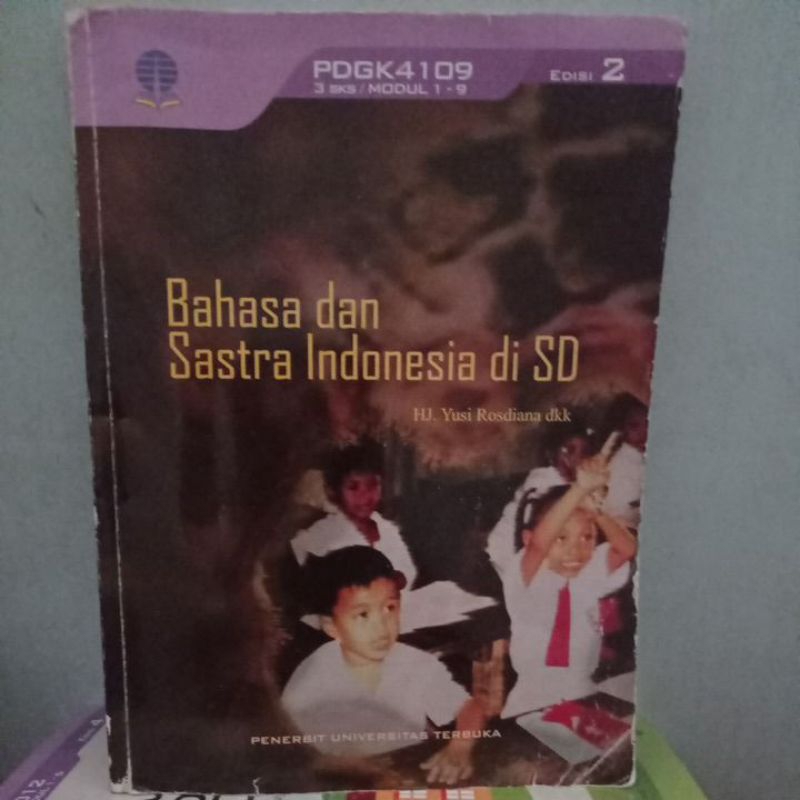 PDGK4109
3 SKS / MODUL 1 - 9
EDISI 2
Bahasa dan
Sastra Indonesia di SD
HJ. Yusi Rosdiana dkk
PENERBIT UNIVERSITAS TERBUKA